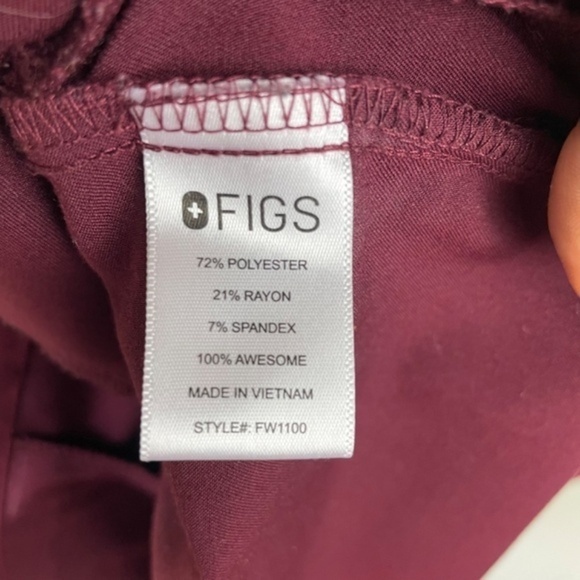 FIGS
72% POLYESTER
21% RAYON
7% SPANDEX
100% AWESOME
MADE IN VIETNAM
STYLE#: FW1100